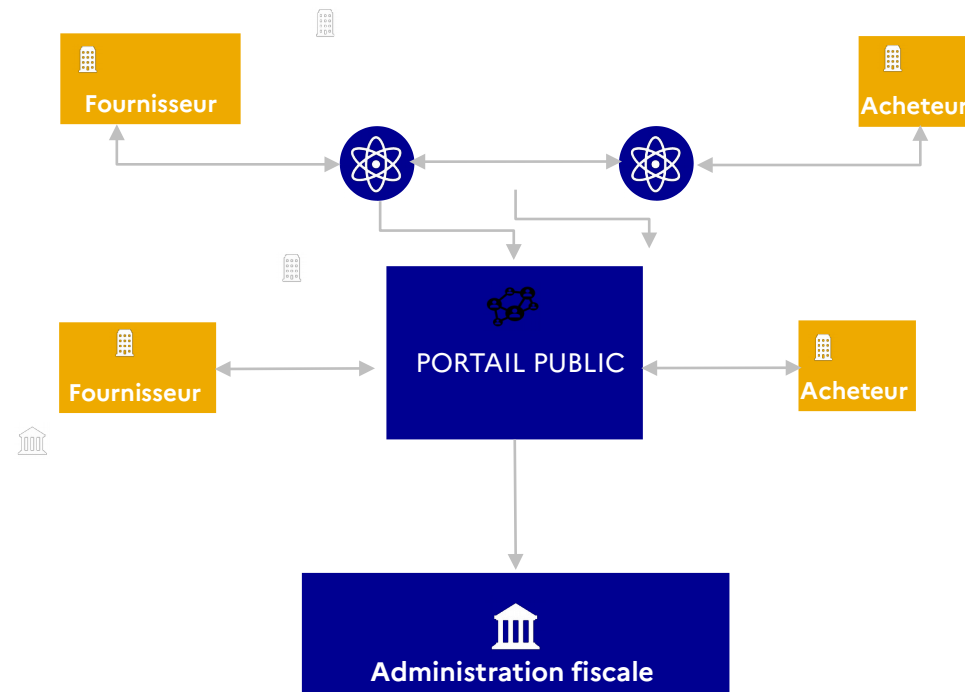 Fournisseur
Acheteur
PORTAIL PUBLIC
Fournisseur
Acheteur
Administration fiscale